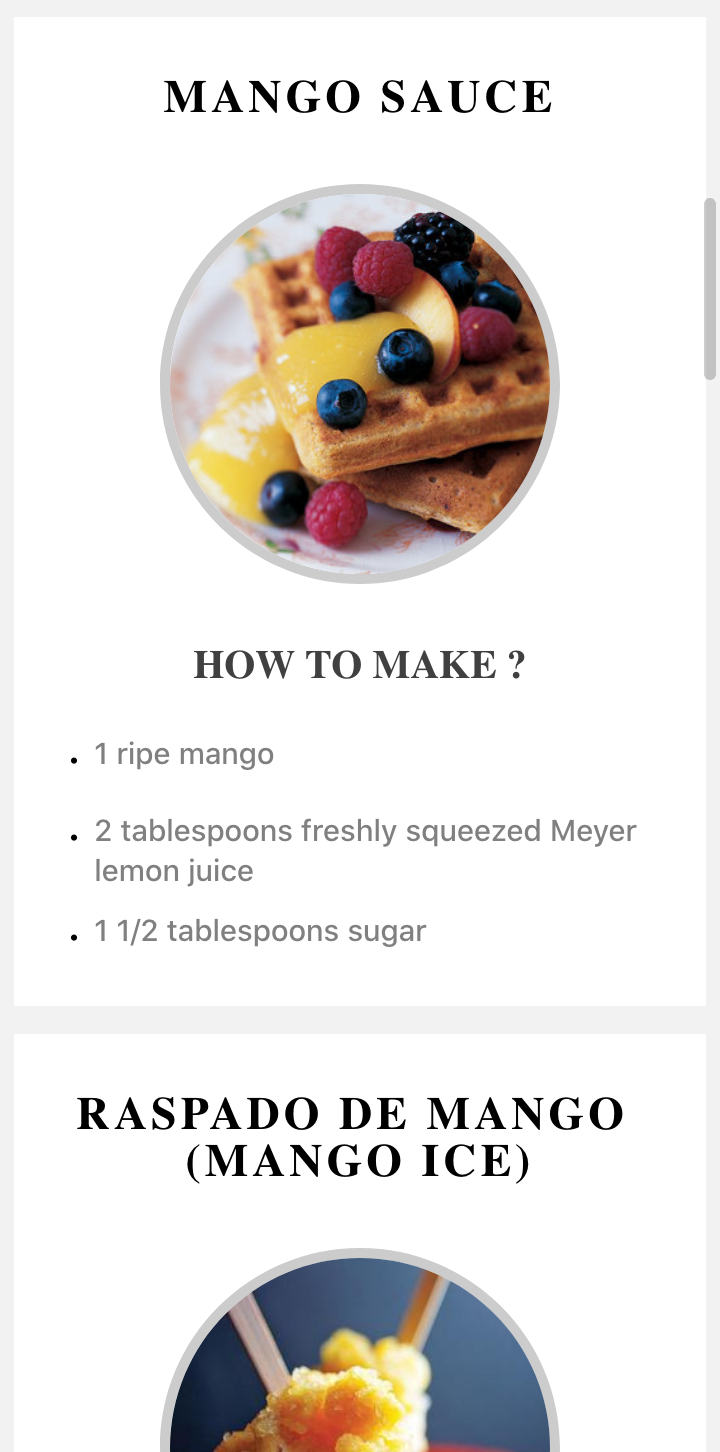 MANGO SAUCE
HOW TO MAKE ?
• 1 ripe mango
• 2 tablespoons freshly squeezed Meyer
lemon juice
• 1 1/2 tablespoons sugar
RASPADO DE MANGO
(MANGO ICE)